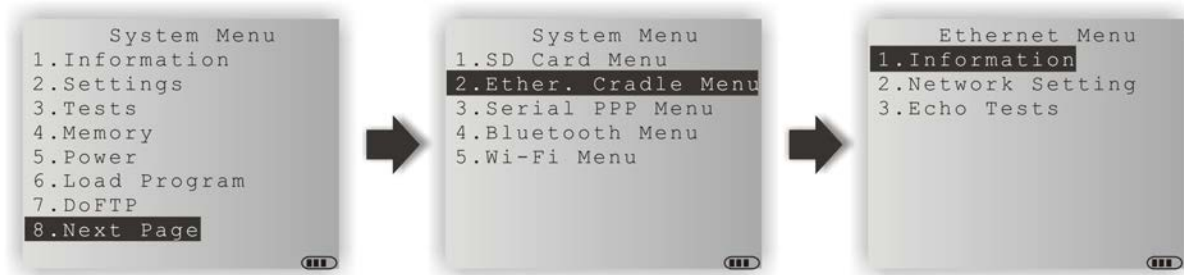 System Menu
1.Information
2.Settings
3.Tests
4.Memory
5.Power
6.Load Program
7.DoFTP
8.Next Page
System Menu
1.SD Card Menu
2.Ether. Cradle Menu
3.Serial PPP Menu
4.Bluetooth Menu
5.Wi-Fi Menu
Ethernet Menu
1.Information
2.Network Setting
3.Echo Tests